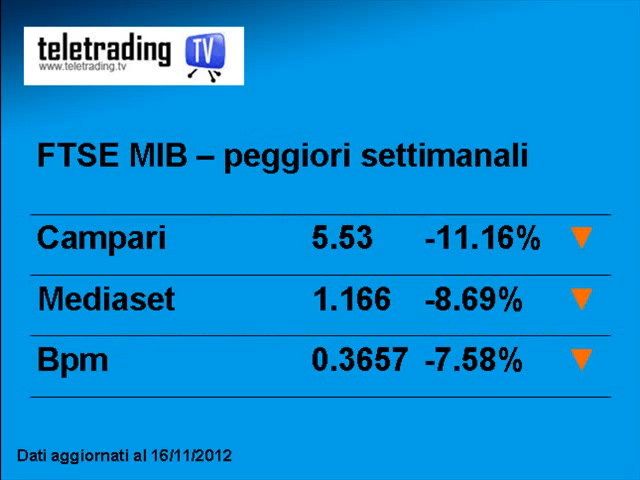 teletrading TV
www.teletrading.tv
FTSE MIB – peggiori settimanali
Campari 5.53 -11.16% ▼
Mediaset 1.166 -8.69% ▼
Bpm 0.3657 -7.58% ▼
Dati aggiornati al 16/11/2012